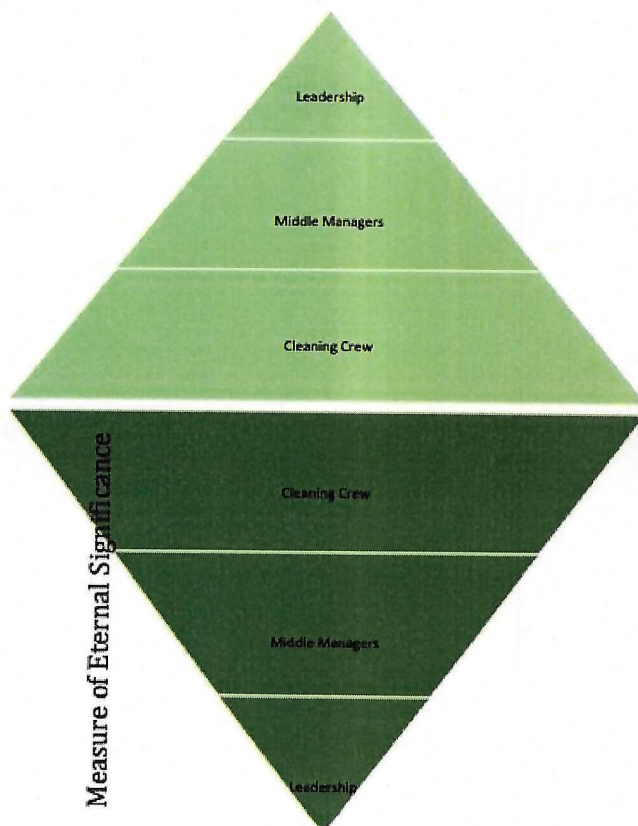 Leadership
Middle Managers
Cleaning Crew
Cleaning Crew
Middle Managers
Leadership
Measure of Eternal Significance